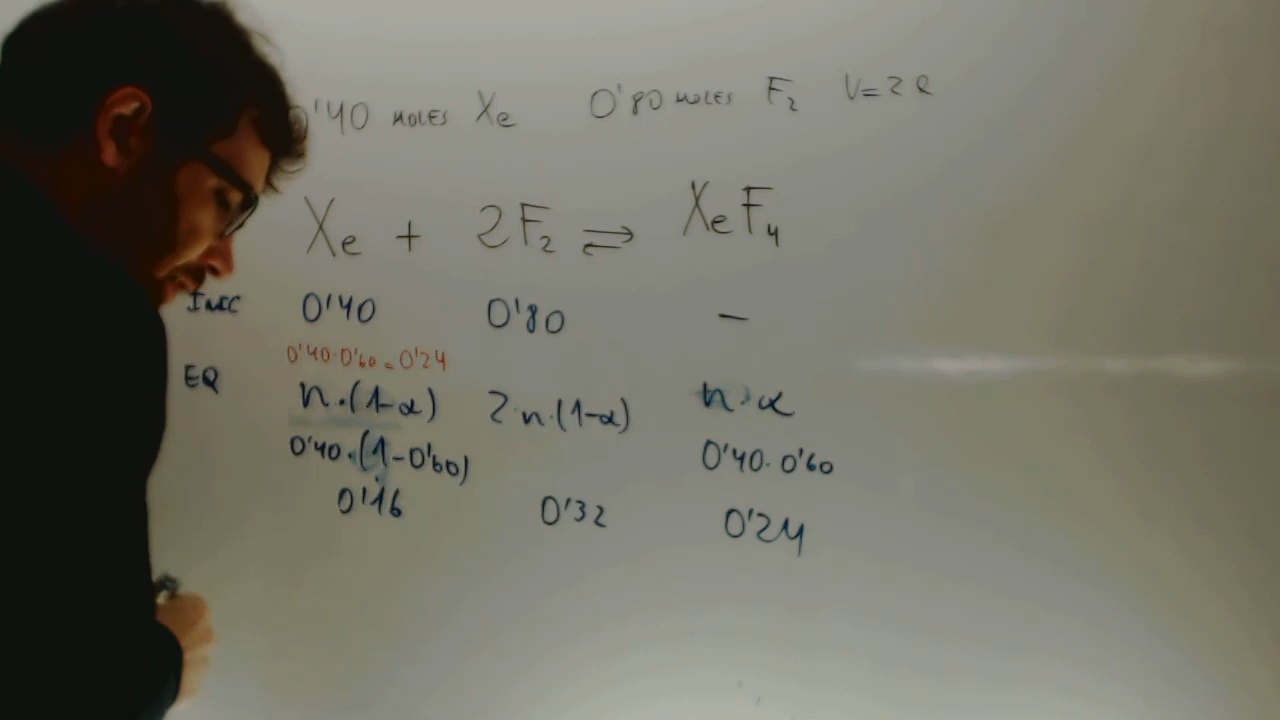 0'40 MOLES Xe 0'80 MOLES F₂ V=2ℓ
Xe + 2F₂ ⇌ XeF₄
INIC 0'40 0'80 —
0'40·0'60=0'24
EQ n·(1-α) 2·n·(1-α) n·α
0'40·(1-0'60) 0'40·0'60
0'16 0'32 0'24